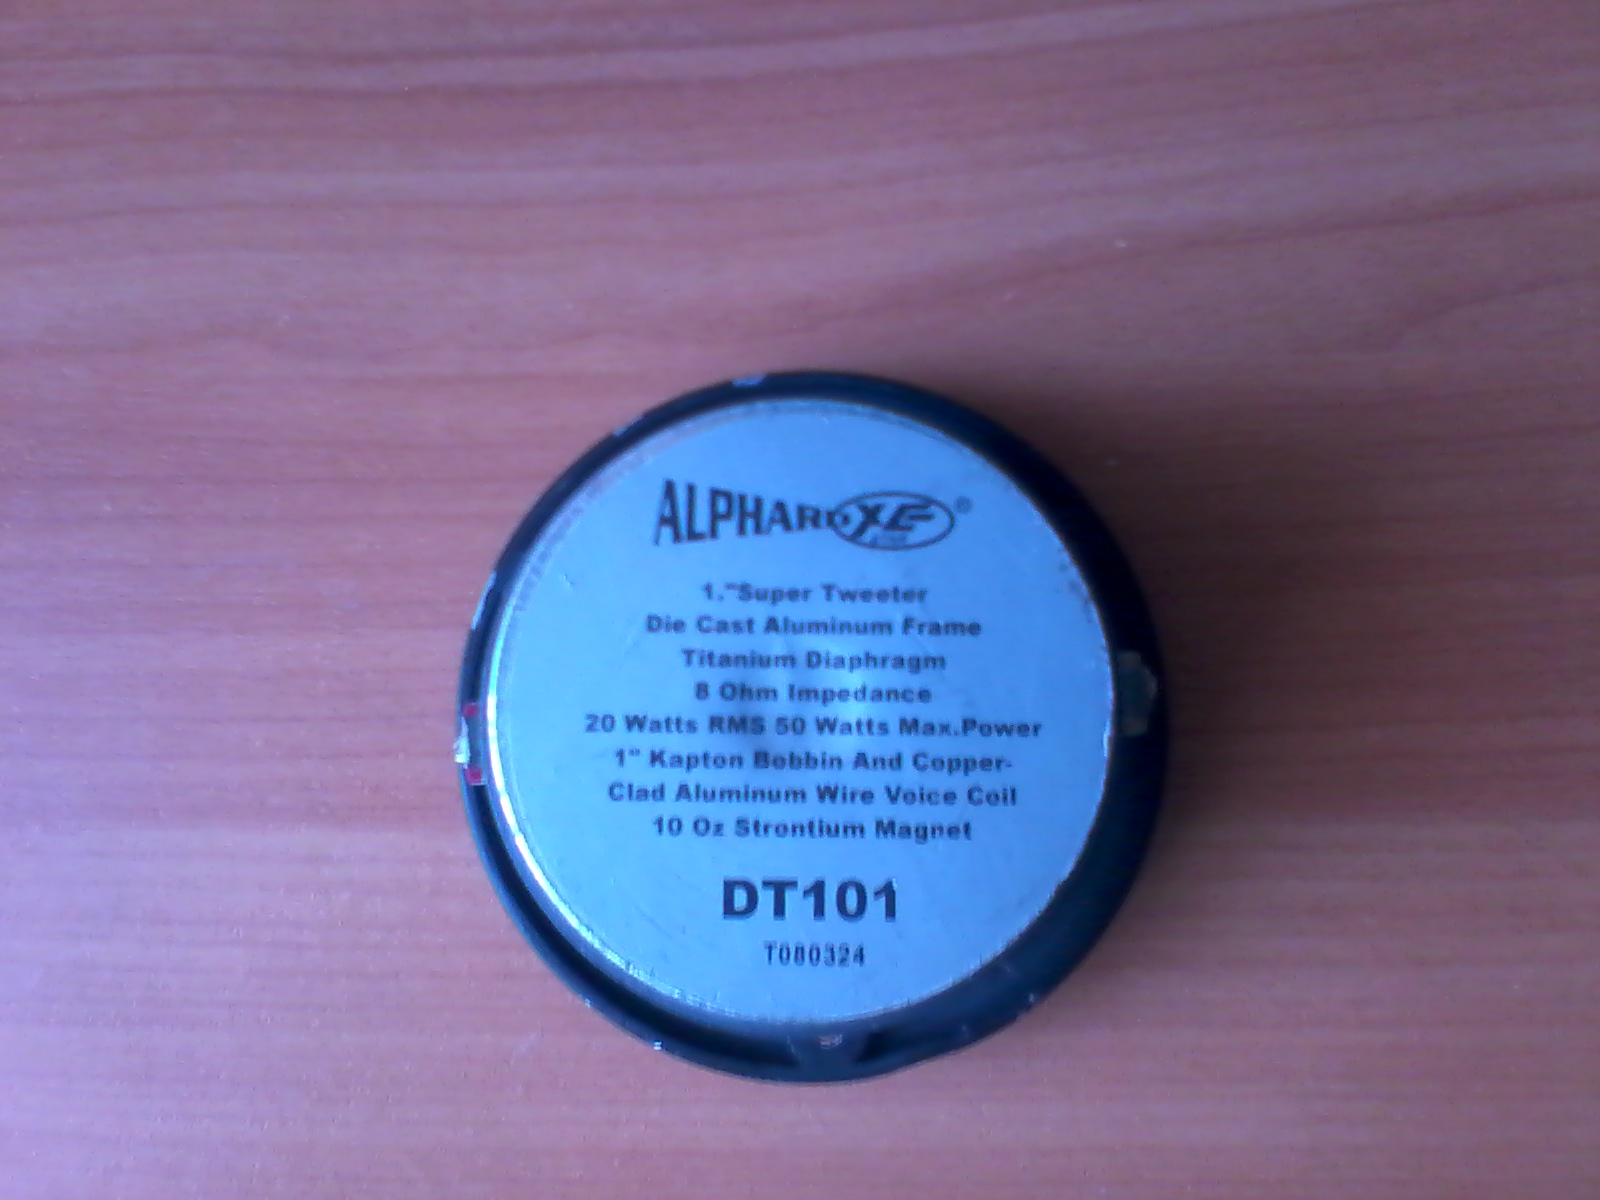 ALPHARD XE ®
1."Super Tweeter
Die Cast Aluminum Frame
Titanium Diaphragm
8 Ohm Impedance
20 Watts RMS 50 Watts Max.Power
1" Kapton Bobbin And Copper-
Clad Aluminum Wire Voice Coil
10 Oz Strontium Magnet
DT101
T080324